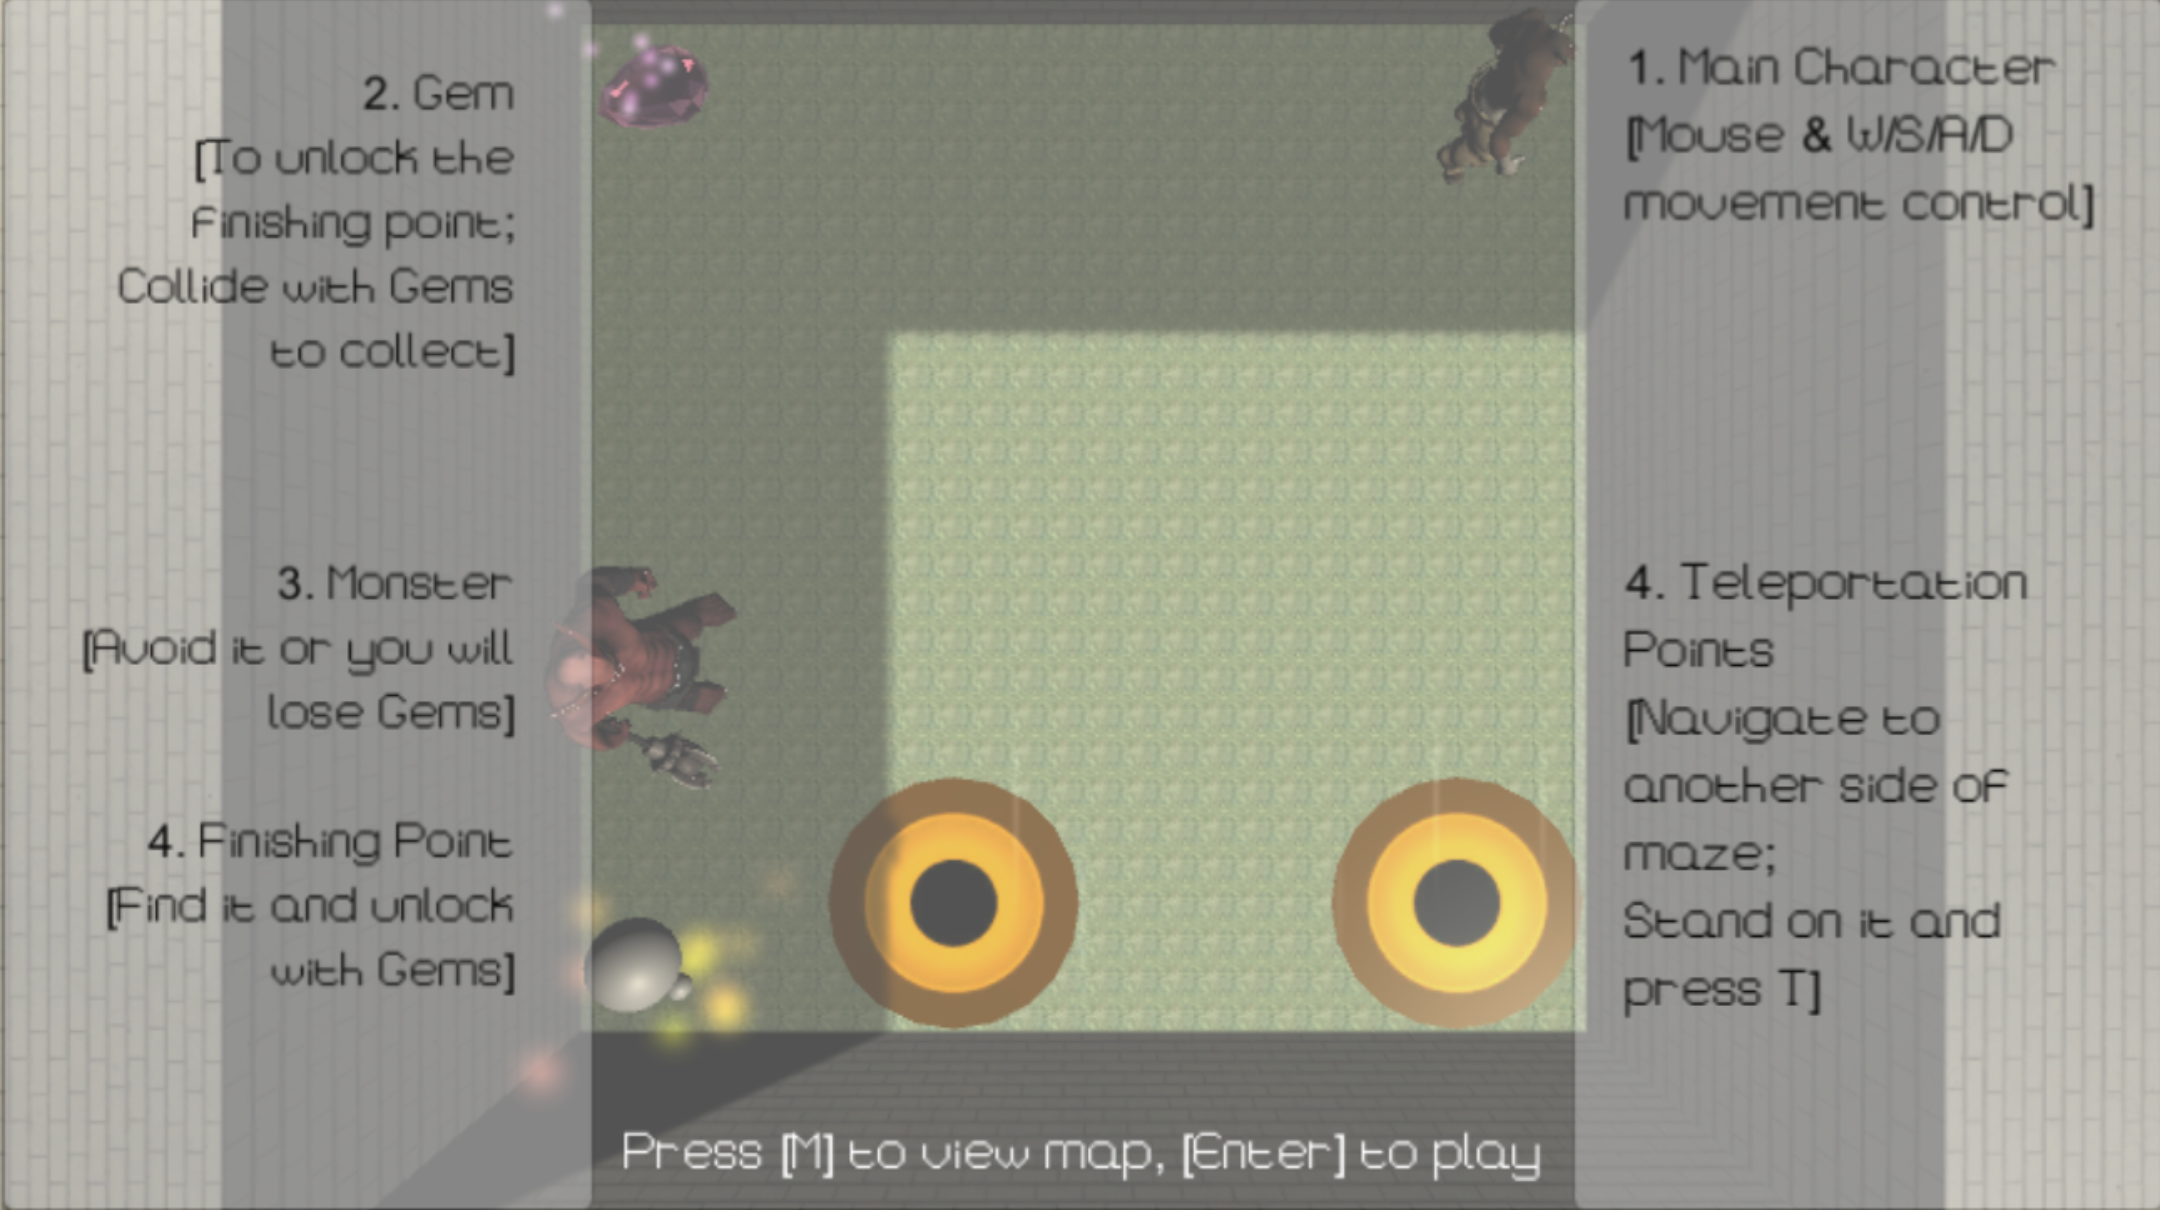 2. Gem
[To unlock the
finishing point;
Collide with Gems
to collect]
3. Monster
[Avoid it or you will
lose Gems]
4. Finishing Point
[Find it and unlock
with Gems]
1. Main Character
[Mouse & W/S/A/D
movement control]
4. Teleportation
Points
[Navigate to
another side of
maze;
Stand on it and
press T]
Press [M] to view map, [Enter] to play